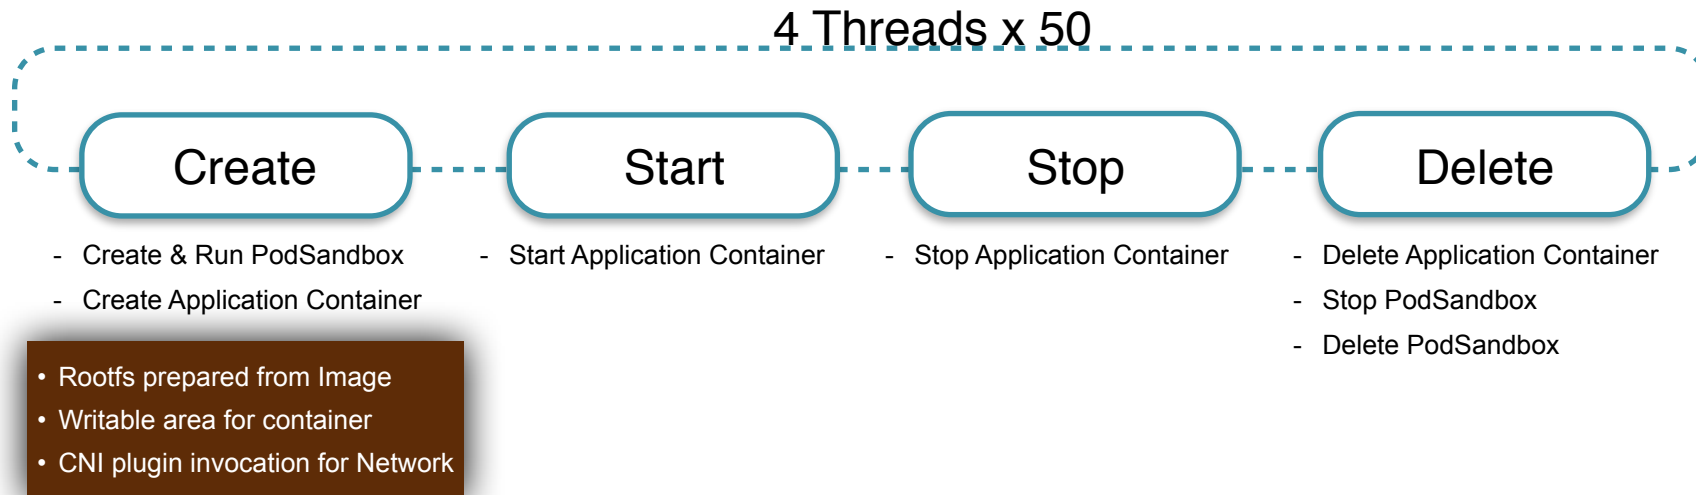 4 Threads x 50
Create
Start
Stop
Delete
- Create & Run PodSandbox
- Create Application Container
- Start Application Container
- Stop Application Container
- Delete Application Container
- Stop PodSandbox
- Delete PodSandbox
• Rootfs prepared from Image
• Writable area for container
• CNI plugin invocation for Network